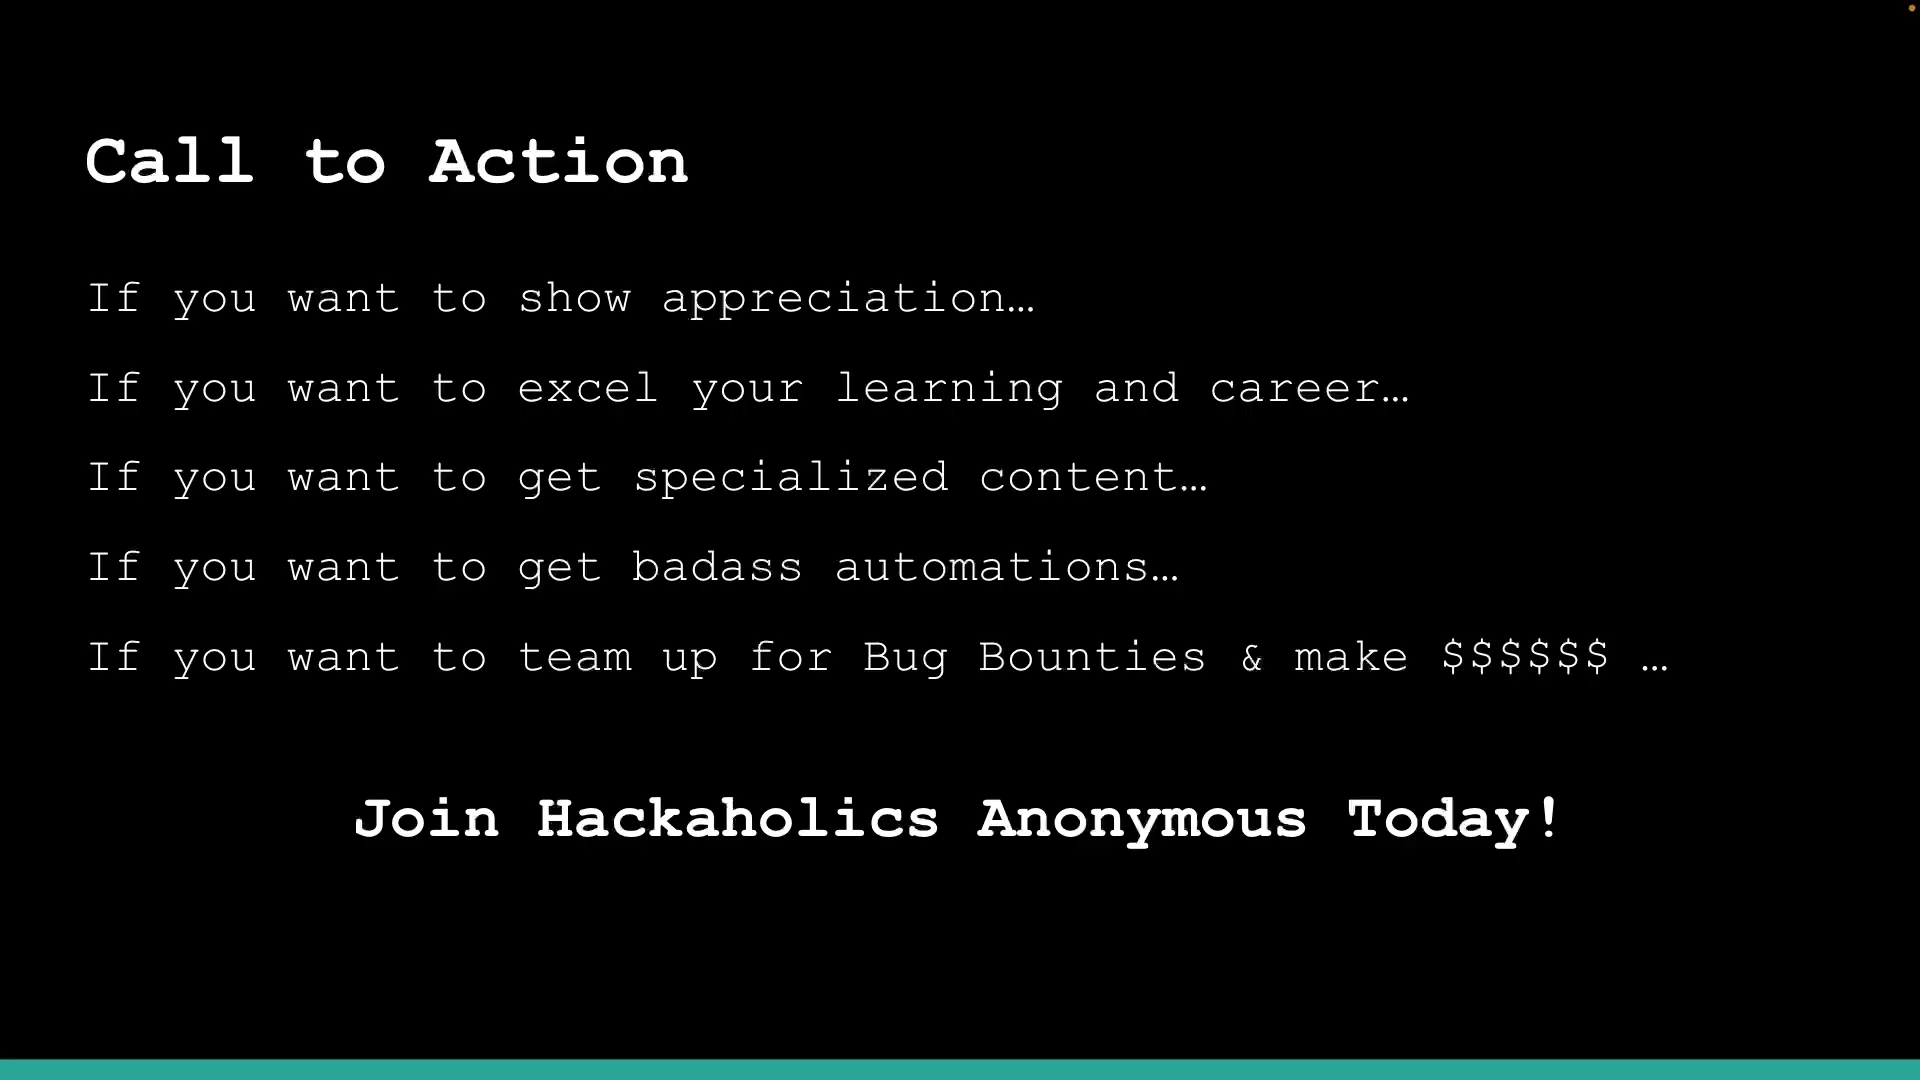 Call to Action
If you want to show appreciation…
If you want to excel your learning and career…
If you want to get specialized content…
If you want to get badass automations…
If you want to team up for Bug Bounties & make $$$$$$ …
Join Hackaholics Anonymous Today!